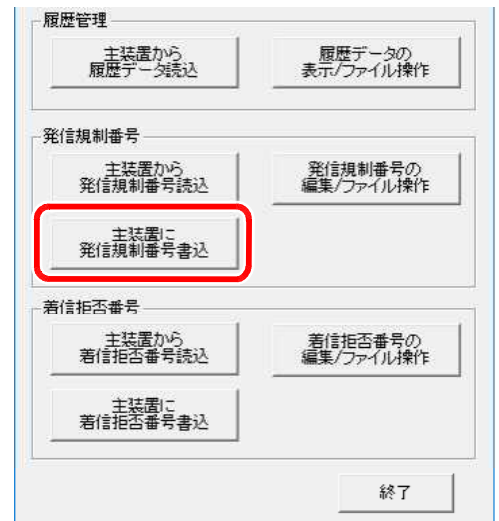 履歴管理
主装置から
履歴データ読込
履歴データの
表示/ファイル操作
発信規制番号
主装置から
発信規制番号読込
発信規制番号の
編集/ファイル操作
主装置に
発信規制番号書込
着信拒否番号
主装置から
着信拒否番号読込
着信拒否番号の
編集/ファイル操作
主装置に
着信拒否番号書込
終了